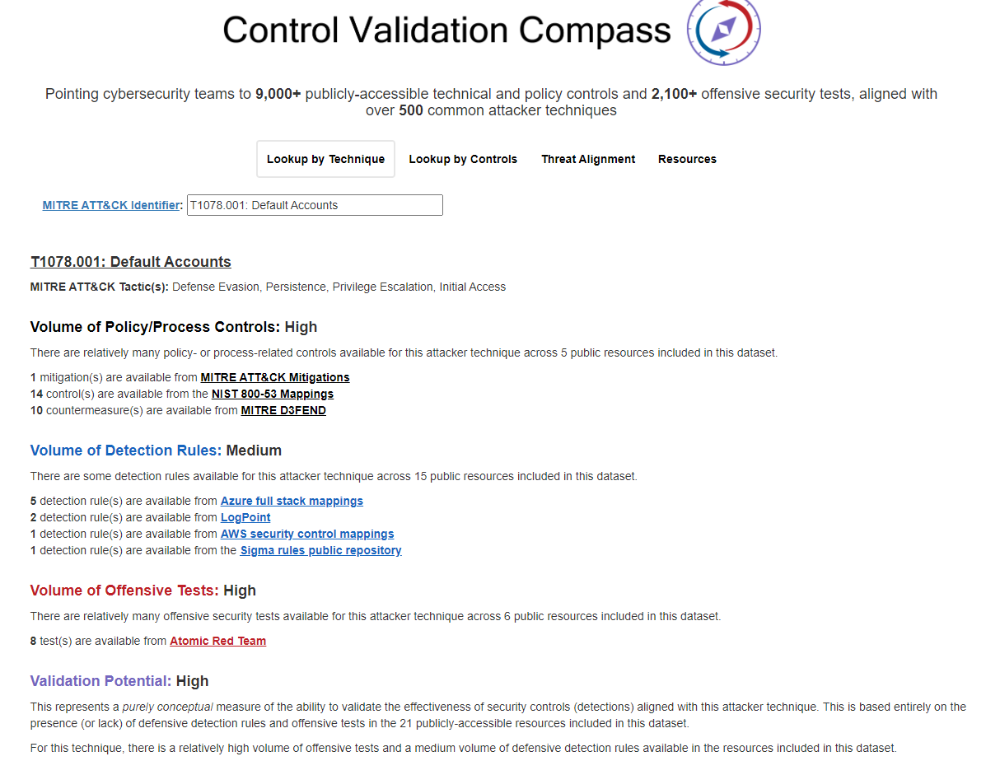 Control Validation Compass
Pointing cybersecurity teams to 9,000+ publicly-accessible technical and policy controls and 2,100+ offensive security tests, aligned with
over 500 common attacker techniques
Lookup by Technique Lookup by Controls Threat Alignment Resources
MITRE ATT&CK Identifier: T1078.001: Default Accounts
T1078.001: Default Accounts
MITRE ATT&CK Tactic(s): Defense Evasion, Persistence, Privilege Escalation, Initial Access
Volume of Policy/Process Controls: High
There are relatively many policy- or process-related controls available for this attacker technique across 5 public resources included in this dataset.
1 mitigation(s) are available from MITRE ATT&CK Mitigations
14 control(s) are available from the NIST 800-53 Mappings
10 countermeasure(s) are available from MITRE D3FEND
Volume of Detection Rules: Medium
There are some detection rules available for this attacker technique across 15 public resources included in this dataset.
5 detection rule(s) are available from Azure full stack mappings
2 detection rule(s) are available from LogPoint
1 detection rule(s) are available from AWS security control mappings
1 detection rule(s) are available from the Sigma rules public repository
Volume of Offensive Tests: High
There are relatively many offensive security tests available for this attacker technique across 6 public resources included in this dataset.
8 test(s) are available from Atomic Red Team
Validation Potential: High
This represents a purely conceptual measure of the ability to validate the effectiveness of security controls (detections) aligned with this attacker technique. This is based entirely on the
presence (or lack) of defensive detection rules and offensive tests in the 21 publicly-accessible resources included in this dataset.
For this technique, there is a relatively high volume of offensive tests and a medium volume of defensive detection rules available in the resources included in this dataset.